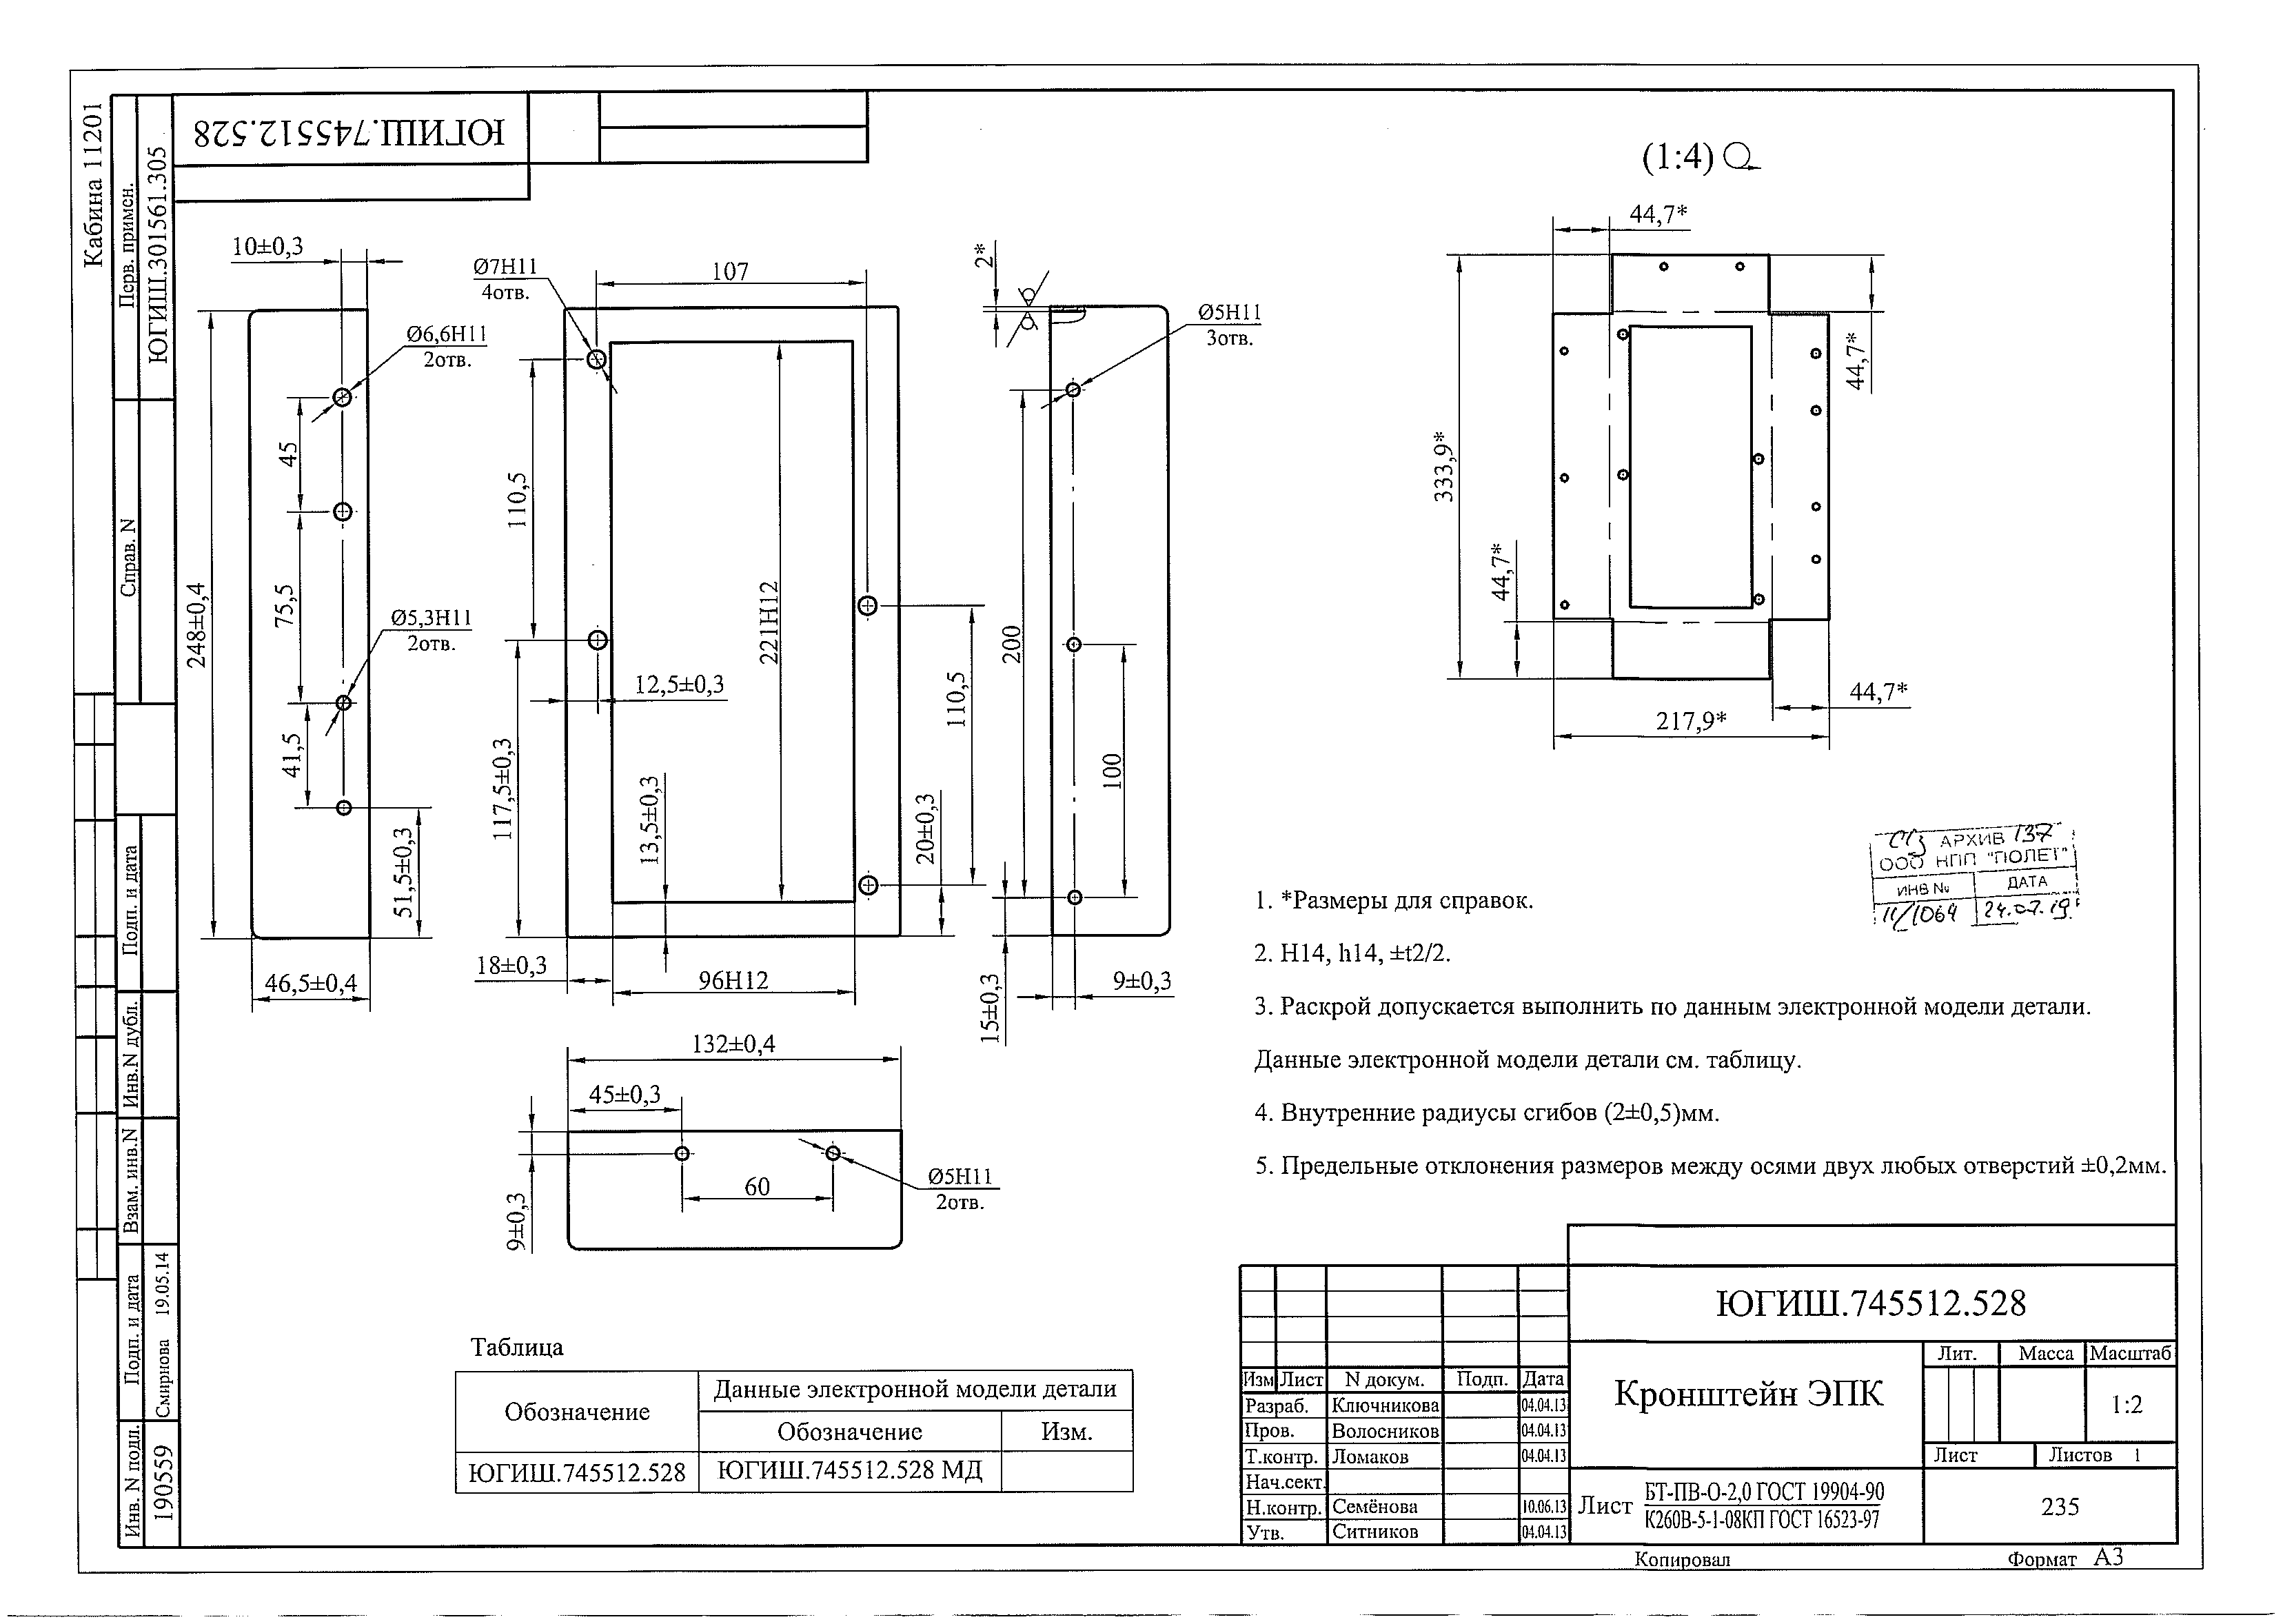 Кабина 11201
Перв. примен.
ЮГИШ.301561.305
Справ. N
Подп. и дата
Инв.N дубл.
Взам. инв.N
Подп. и дата
Смирнова 19.05.14
Инв. N подл.
190559
ЮГИШ.745512.528
10±0,3
Ø6,6H11
2отв.
45
75,5
Ø5,3H11
2отв.
41,5
248±0,4
51,5±0,3
46,5±0,4
Ø7H11
4отв.
107
110,5
117,5±0,3
12,5±0,3
221H12
13,5±0,3
110,5
20±0,3
18±0,3
96H12
2*
Ø5H11
3отв.
200
100
15±0,3
9±0,3
132±0,4
45±0,3
9±0,3
60
Ø5H11
2отв.
(1:4)
44,7*
44,7*
333,9*
44,7*
44,7*
217,9*
АРХИВ 137
ООО НПП "ПОЛЕТ"
ИНВ № ДАТА
11/1064 24.07.19
1. *Размеры для справок.
2. H14, h14, ±t2/2.
3. Раскрой допускается выполнить по данным электронной модели детали.
Данные электронной модели детали см. таблицу.
4. Внутренние радиусы сгибов (2±0,5)мм.
5. Предельные отклонения размеров между осями двух любых отверстий ±0,2мм.
Таблица
Обозначение
Данные электронной модели детали
Обозначение Изм.
ЮГИШ.745512.528 ЮГИШ.745512.528 МД
ЮГИШ.745512.528
Кронштейн ЭПК
Лит. Масса Масштаб
1:2
Лист Листов 1
Изм Лист N докум. Подп. Дата
Разраб. Ключникова 04.04.13
Пров. Волосников 04.04.13
Т.контр. Ломаков 04.04.13
Нач.сект.
Н.контр. Семёнова 10.06.13
Утв. Ситников 04.04.13
Лист БТ-ПВ-О-2,0 ГОСТ 19904-90
К260В-5-1-08КП ГОСТ 16523-97
235
Копировал Формат А3